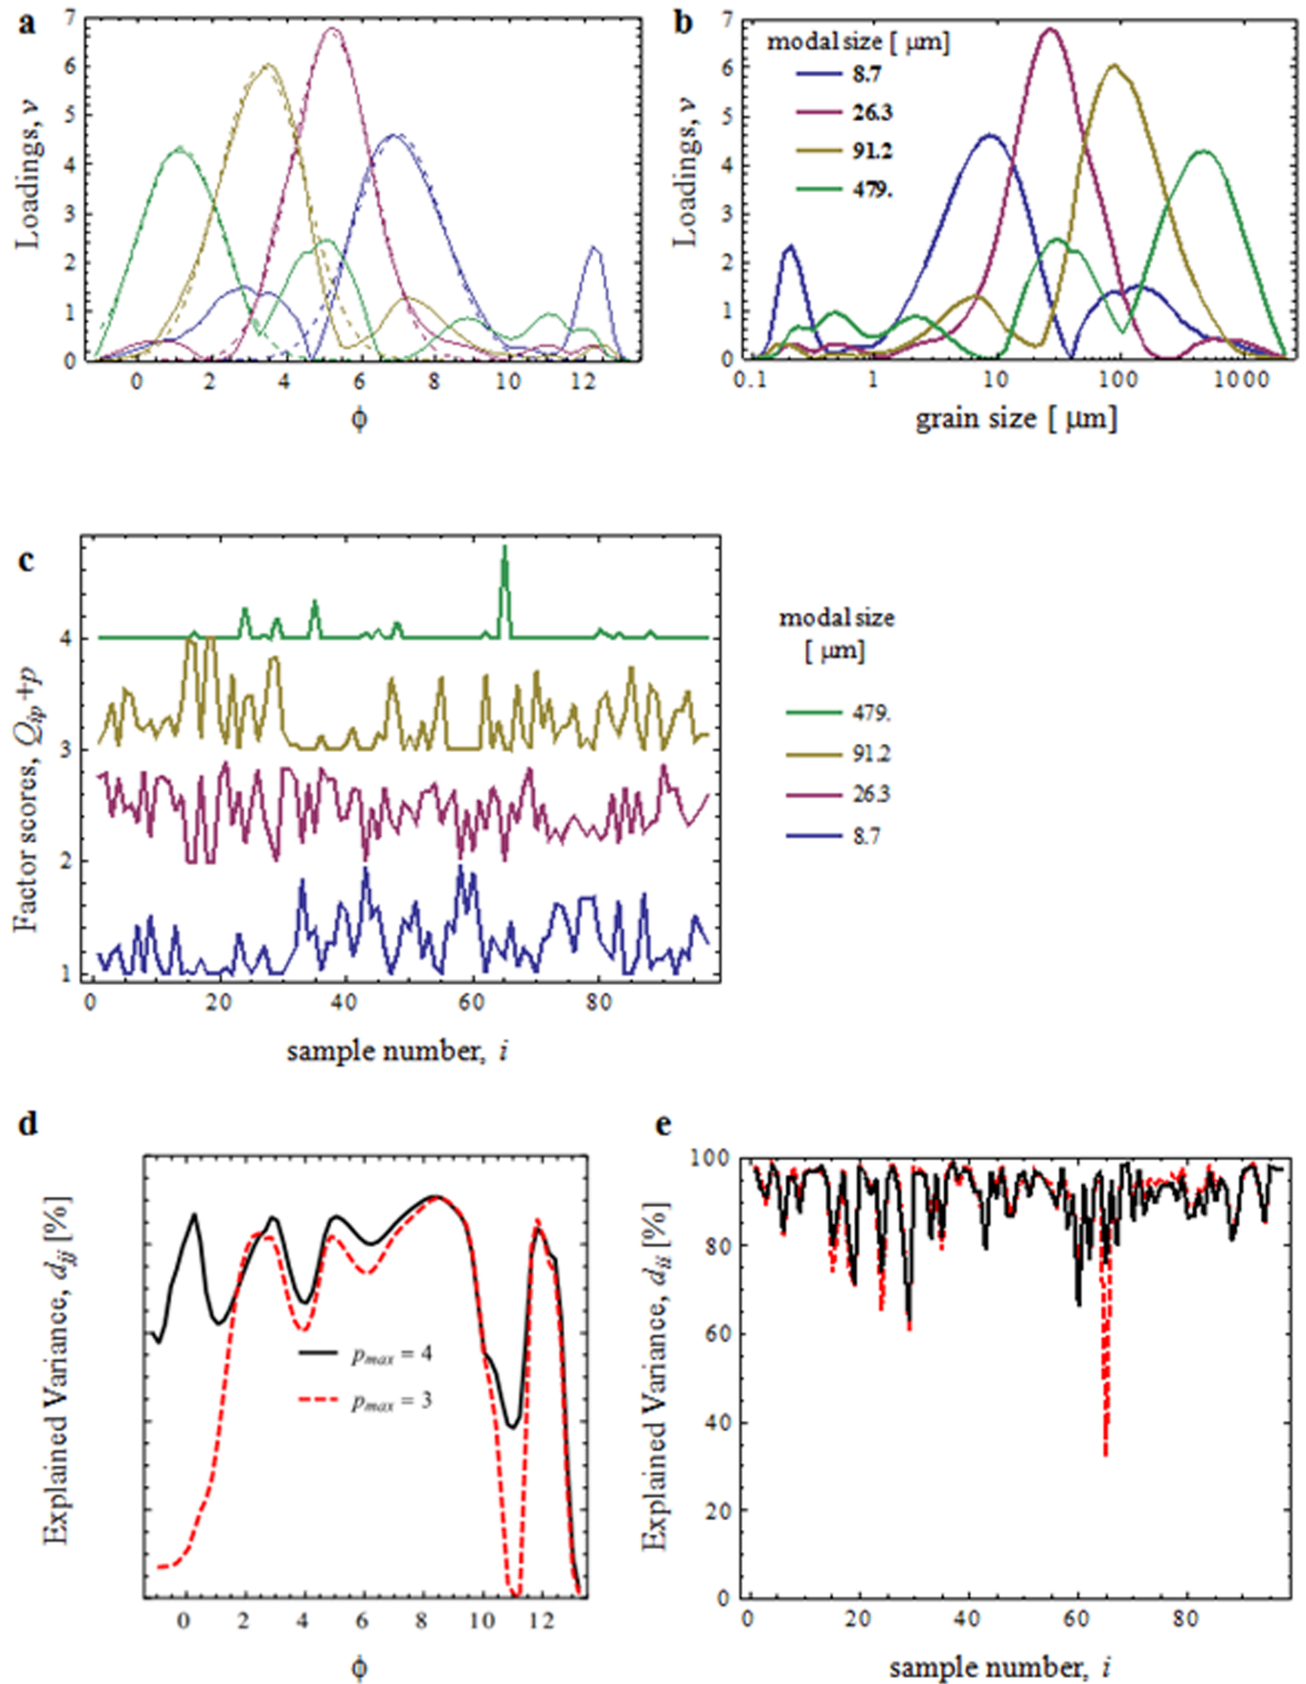 a
7
6
5
4
3
2
1
0
Loadings, v
0 2 4 6 8 10 12
ϕ
b
7
6
5
4
3
2
1
0
Loadings, v
modal size [ μm]
8.7
26.3
91.2
479.
0.1 1 10 100 1000
grain size [ μm]
c
4
3
2
1
Factor scores, Qip+p
0 20 40 60 80
sample number, i
modal size
[ μm]
479.
91.2
26.3
8.7
d
Explained Variance, djj [%]
pmax = 4
pmax = 3
0 2 4 6 8 10 12
ϕ
e
100
80
60
40
20
0
Explained Variance, dii [%]
0 20 40 60 80
sample number, i